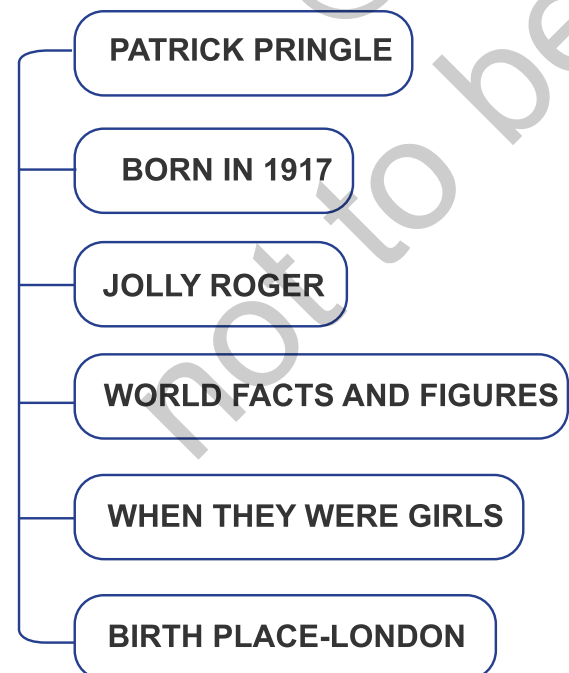 PATRICK PRINGLE
BORN IN 1917
JOLLY ROGER
WORLD FACTS AND FIGURES
WHEN THEY WERE GIRLS
BIRTH PLACE-LONDON
not to be